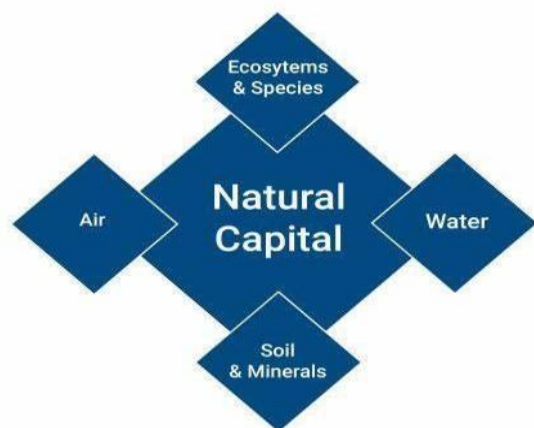 Ecosytems
& Species
Air
Natural
Capital
Water
Soil
& Minerals